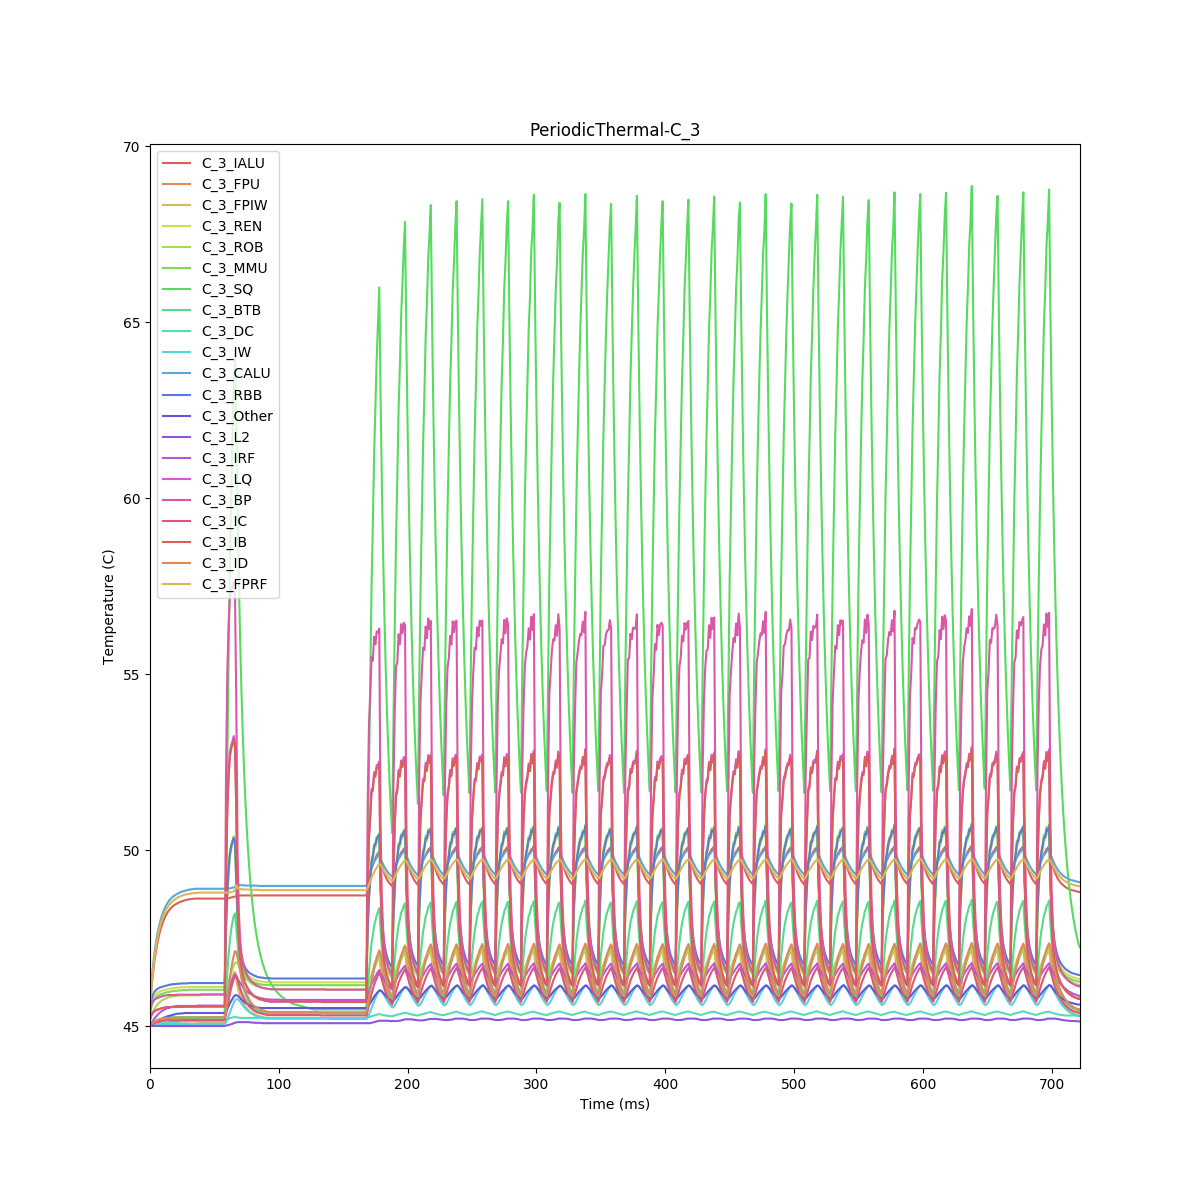 PeriodicThermal-C_3
70
65
60
55
50
45
Temperature (C)
C_3_IALU
C_3_FPU
C_3_FPIW
C_3_REN
C_3_ROB
C_3_MMU
C_3_SQ
C_3_BTB
C_3_DC
C_3_IW
C_3_CALU
C_3_RBB
C_3_Other
C_3_L2
C_3_IRF
C_3_LQ
C_3_BP
C_3_IC
C_3_IB
C_3_ID
C_3_FPRF
0 100 200 300 400 500 600 700
Time (ms)